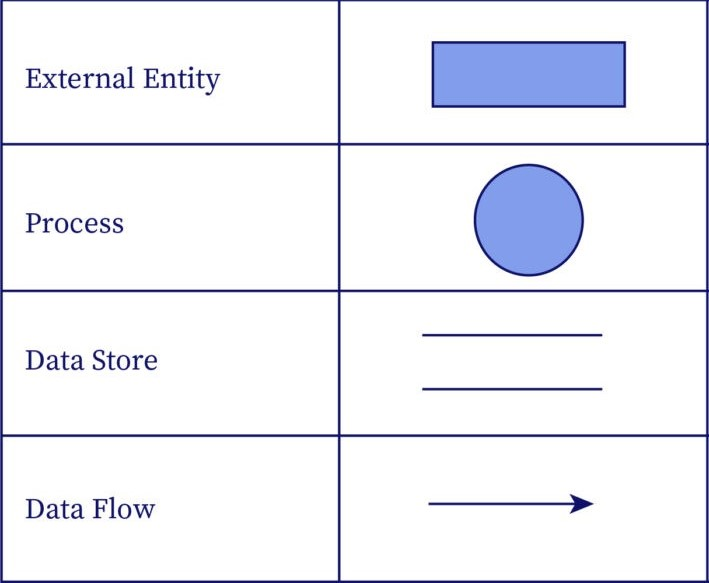 External Entity
Process
Data Store
Data Flow